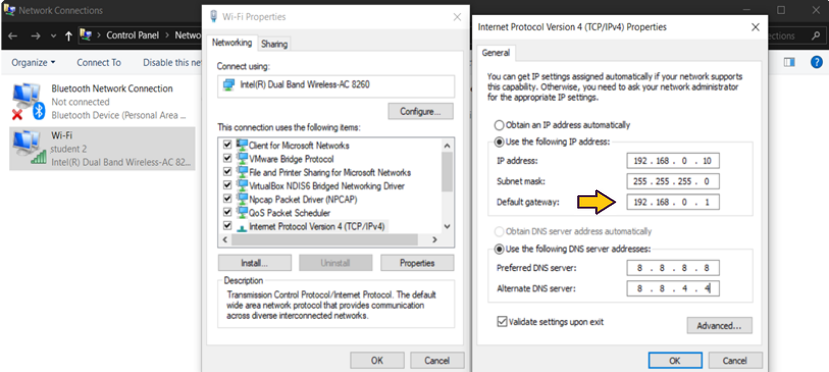 Network Connections
Control Panel
Netwo
ections
Organize
Connect To
Disable this ne
Bluetooth Network Connection
Not connected
Bluetooth Device (Personal Area ...
Wi-Fi
student 2
Intel(R) Dual Band Wireless-AC 82...
Wi-Fi Properties
Networking
Sharing
Connect using:
Intel(R) Dual Band Wireless-AC 8260
Configure...
This connection uses the following items:
Client for Microsoft Networks
VMware Bridge Protocol
File and Printer Sharing for Microsoft Networks
VirtualBox NDIS6 Bridged Networking Driver
Npcap Packet Driver (NPCAP)
QoS Packet Scheduler
Internet Protocol Version 4 (TCP/IPv4)
Install...
Uninstall
Properties
Description
Transmission Control Protocol/Internet Protocol. The default
wide area network protocol that provides communication
across diverse interconnected networks.
OK
Cancel
Internet Protocol Version 4 (TCP/IPv4) Properties
General
You can get IP settings assigned automatically if your network supports
this capability. Otherwise, you need to ask your network administrator
for the appropriate IP settings.
Obtain an IP address automatically
Use the following IP address:
IP address: 192 . 168 . 0 . 10
Subnet mask: 255 . 255 . 255 . 0
Default gateway: 192 . 168 . 0 . 1
Obtain DNS server address automatically
Use the following DNS server addresses:
Preferred DNS server: 8 . 8 . 8 . 8
Alternate DNS server: 8 . 8 . 4 . 4
Validate settings upon exit
Advanced...
OK
Cancel